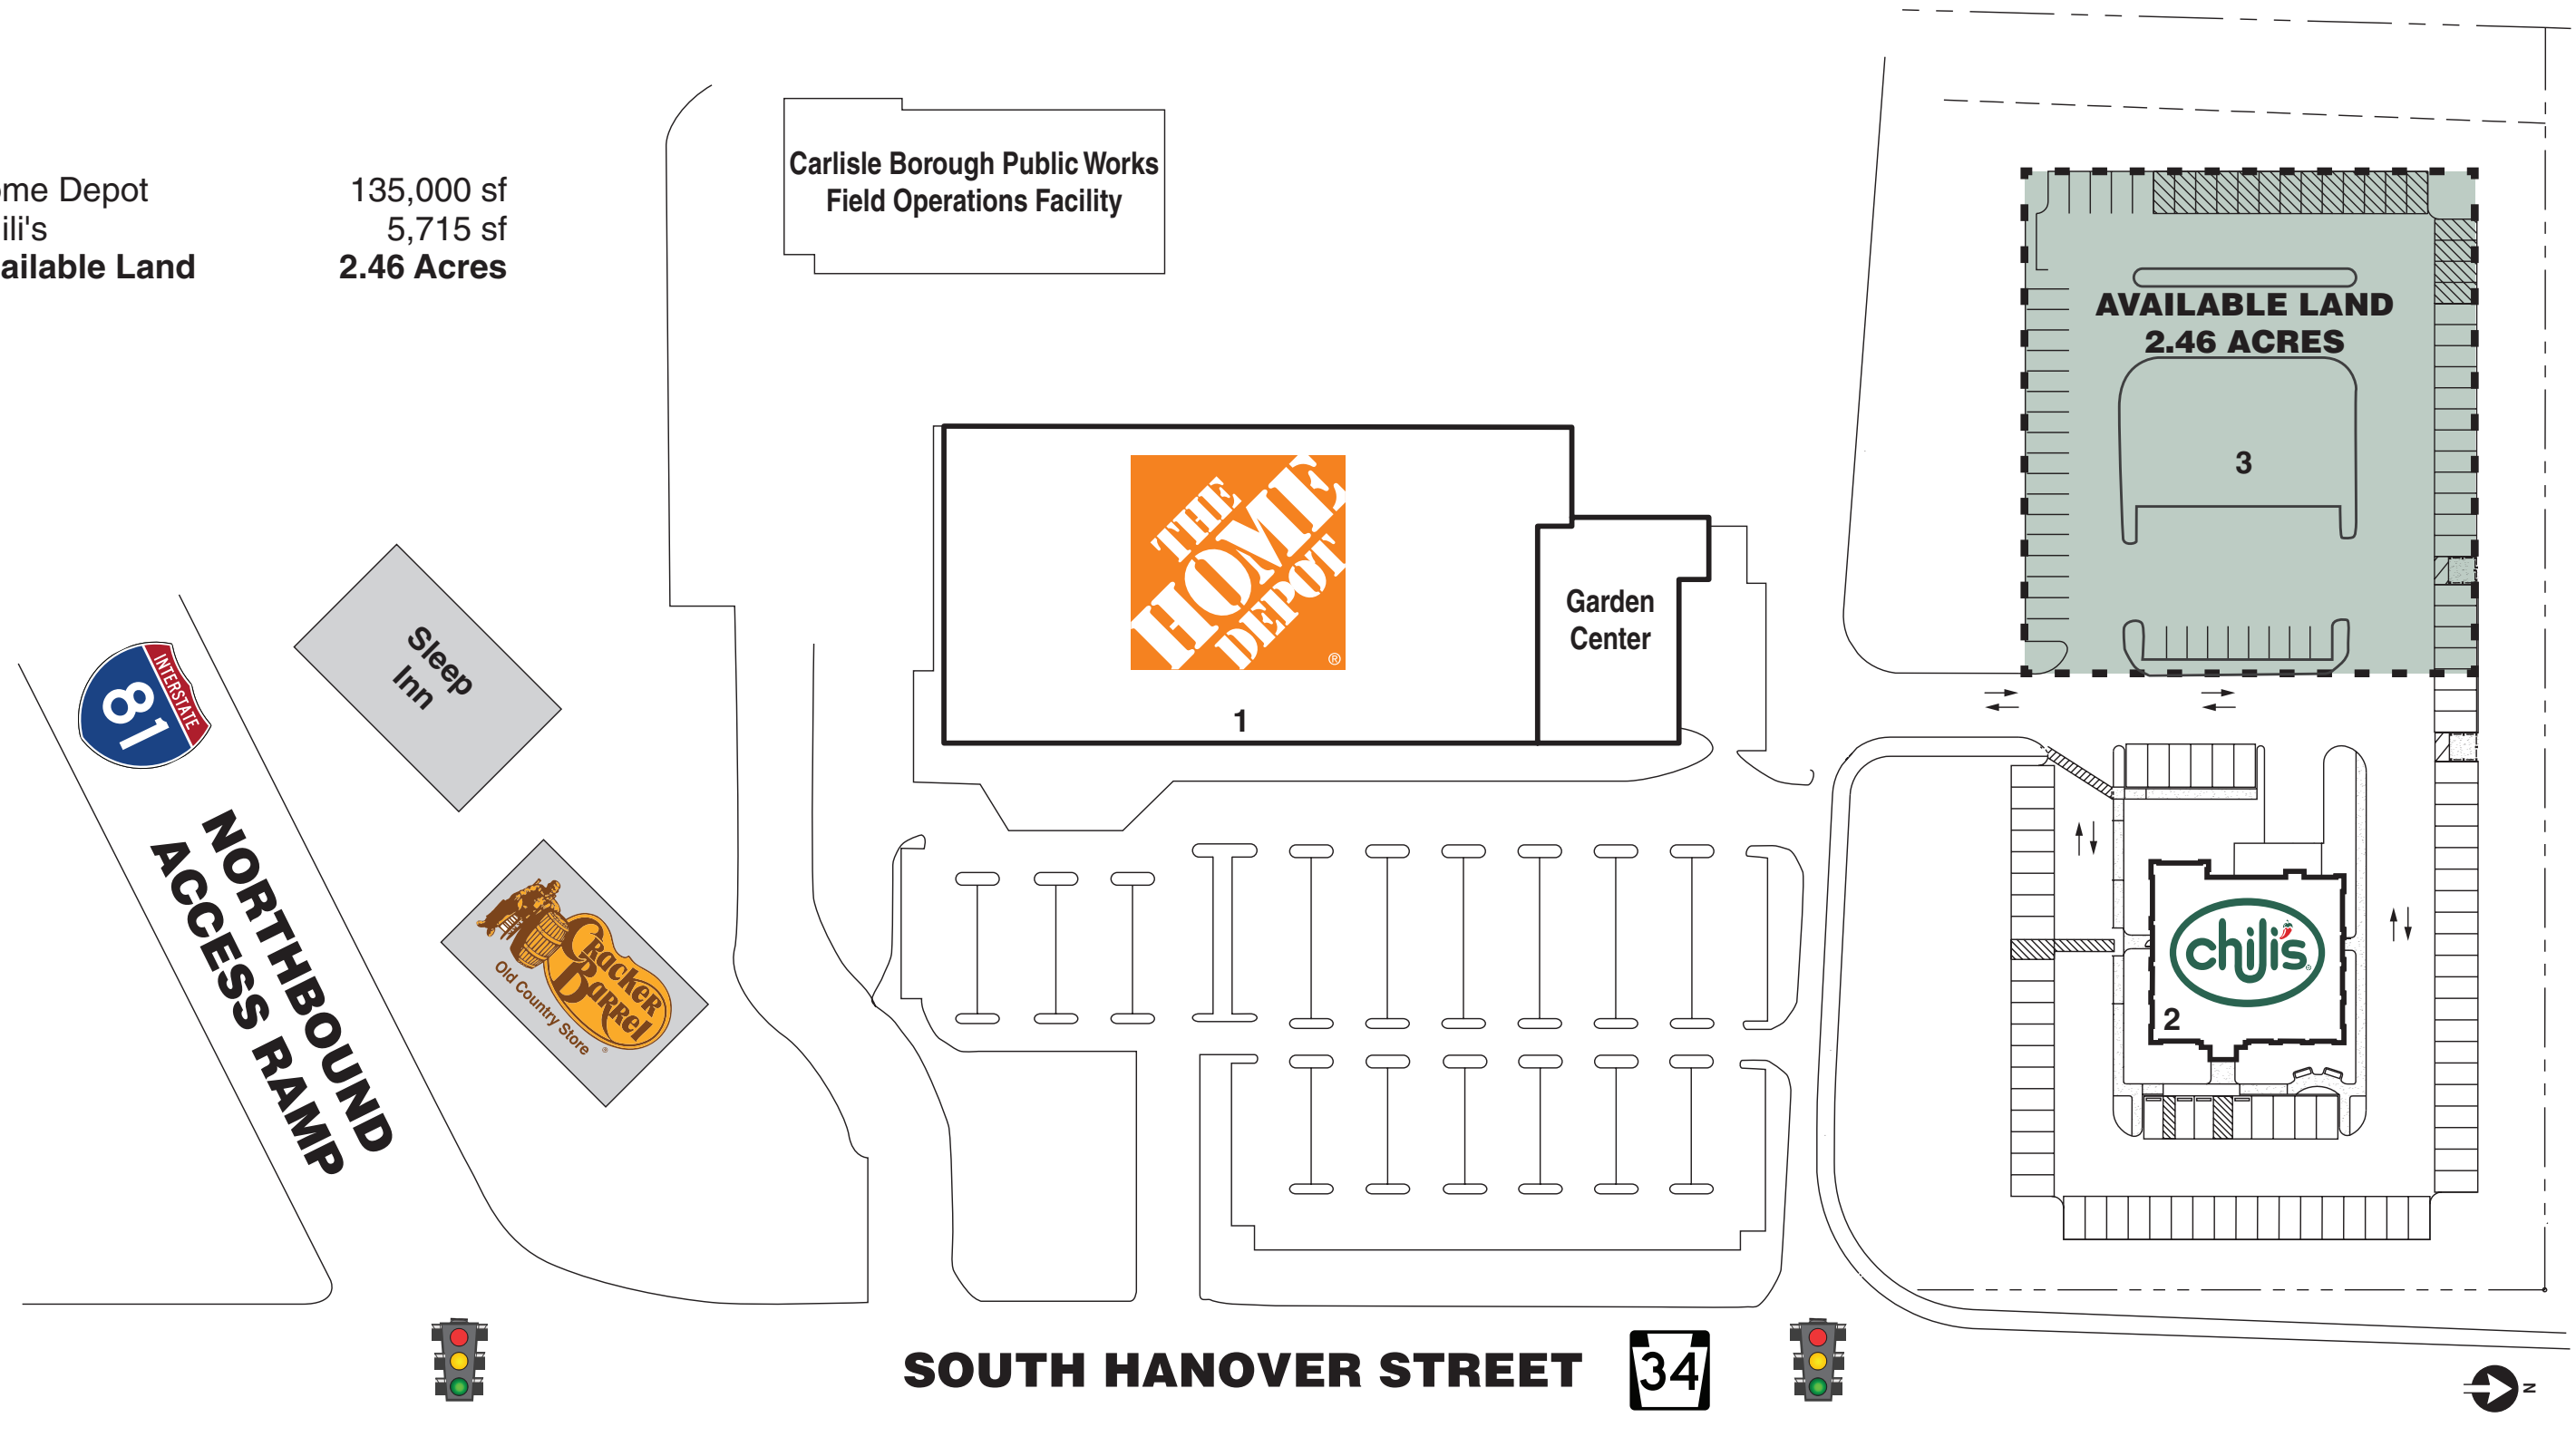 Carlisle Borough Public Works
Field Operations Facility
ome Depot 135,000 sf
ili's 5,715 sf
ailable Land 2.46 Acres
AVAILABLE LAND
2.46 ACRES
3
THE
HOME
DEPOT
®
1
Garden
Center
Sleep
Inn
INTERSTATE
81
NORTHBOUND
ACCESS RAMP
Cracker
Barrel
Old Country Store
®
chili's
®
2
SOUTH HANOVER STREET
34
N